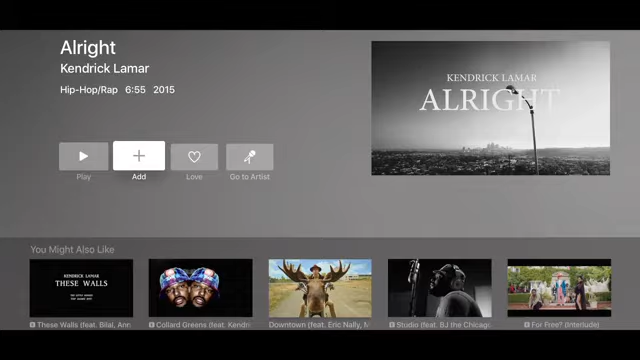 Alright
Kendrick Lamar
Hip-Hop/Rap 6:55 2015
KENDRICK LAMAR
ALRIGHT
Play
Add
Love
Go to Artist
You Might Also Like
KENDRICK LAMAR
THESE WALLS
These Walls (feat. Bilal, Ann
Collard Greens (feat. Kendri
Downtown (feat. Eric Nally, M
Studio (feat. BJ the Chicago
For Free? (Interlude)